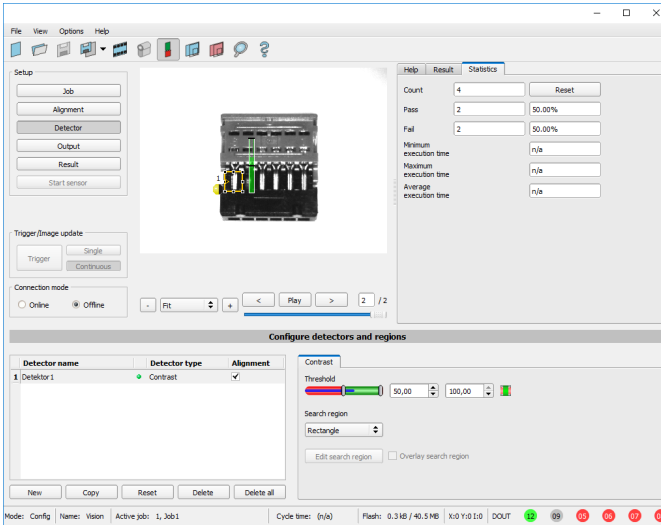 File View Options Help
Setup
Job
Alignment
Detector
Output
Result
Start sensor
Trigger/Image update
Trigger
Single
Continuous
Connection mode
Online Offline
1
- Fit +
< Play > 2 / 2
Help Result Statistics
Count 4 Reset
Pass 2 50.00%
Fail 2 50.00%
Minimum
execution time n/a
Maximum
execution time n/a
Average
execution time n/a
Configure detectors and regions
Detector name Detector type Alignment
1 Detektor1 Contrast
New Copy Reset Delete Delete all
Contrast
Threshold
50,00 100,00
Search region
Rectangle
Edit search region Overlay search region
Mode: Config Name: Vision Active job: 1, Job1 Cycle time: (n/a) Flash: 0.3 kB / 40.5 MB X:0 Y:0 I:0 DOUT 12 09 05 06 07